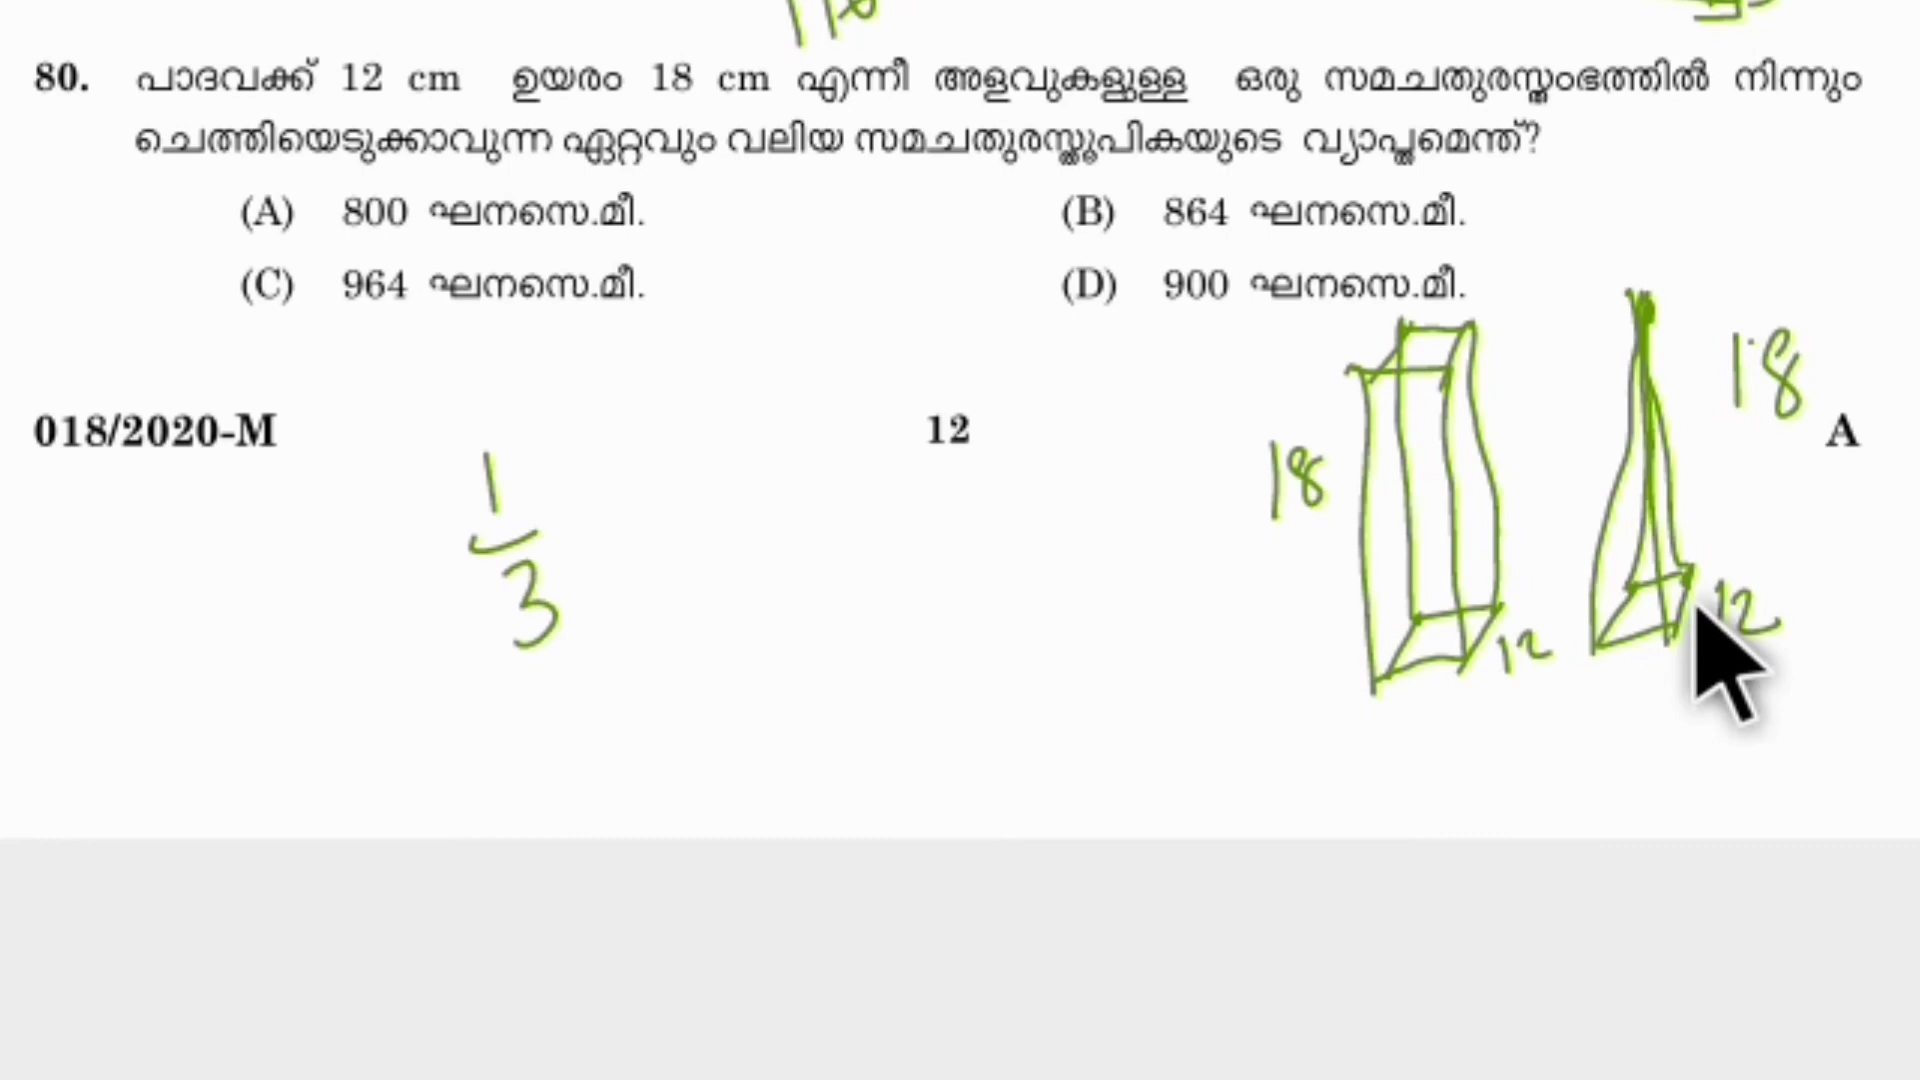 80. പാദവക്ക് 12 cm ഉയരം 18 cm എന്നീ അളവുകളുള്ള ഒരു സമചതുരസ്തംഭത്തിൽ നിന്നും
ചെത്തിയെടുക്കാവുന്ന ഏറ്റവും വലിയ സമചതുരസ്തൂപികയുടെ വ്യാപ്തമെന്ത്?
(A) 800 ഘനസെ.മീ. (B) 864 ഘനസെ.മീ.
(C) 964 ഘനസെ.മീ. (D) 900 ഘനസെ.മീ.
18
018/2020-M 12 A
18
1
3
12
12